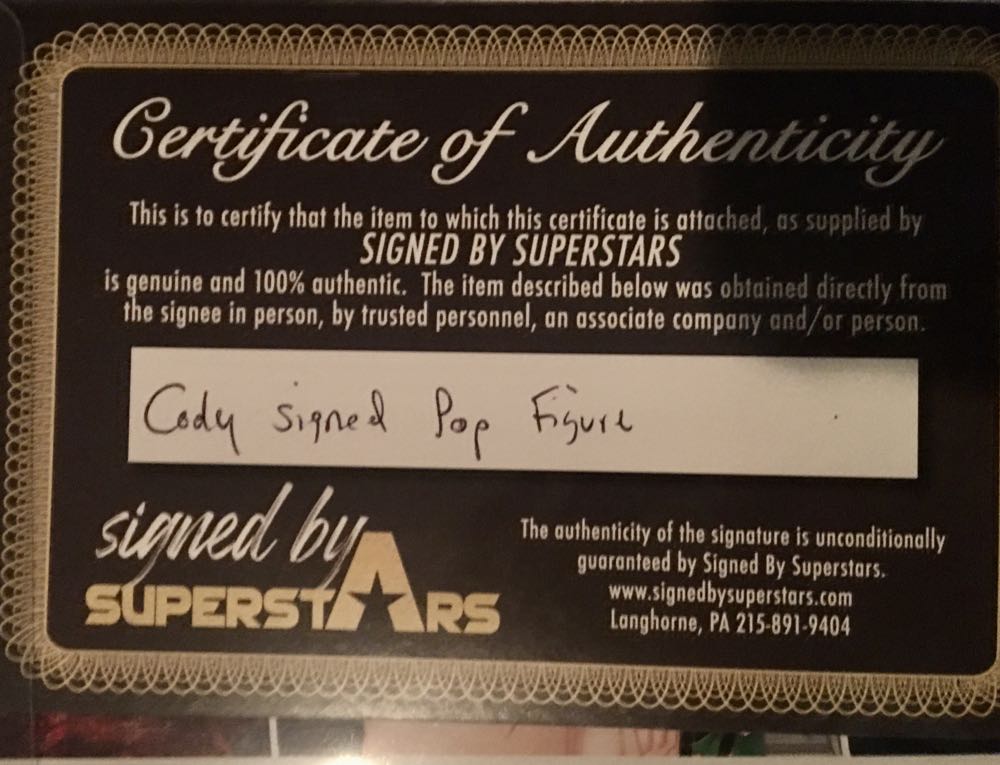 Certificate of Authenticity
This is to certify that the item to which this certificate is attached, as supplied by
SIGNED BY SUPERSTARS
is genuine and 100% authentic. The item described below was obtained directly from
the signee in person, by trusted personnel, an associate company and/or person.
Cody Signed Pop Figure
signed by
SUPERSTARS
The authenticity of the signature is unconditionally
guaranteed by Signed By Superstars.
www.signedbysuperstars.com
Langhorne, PA 215-891-9404